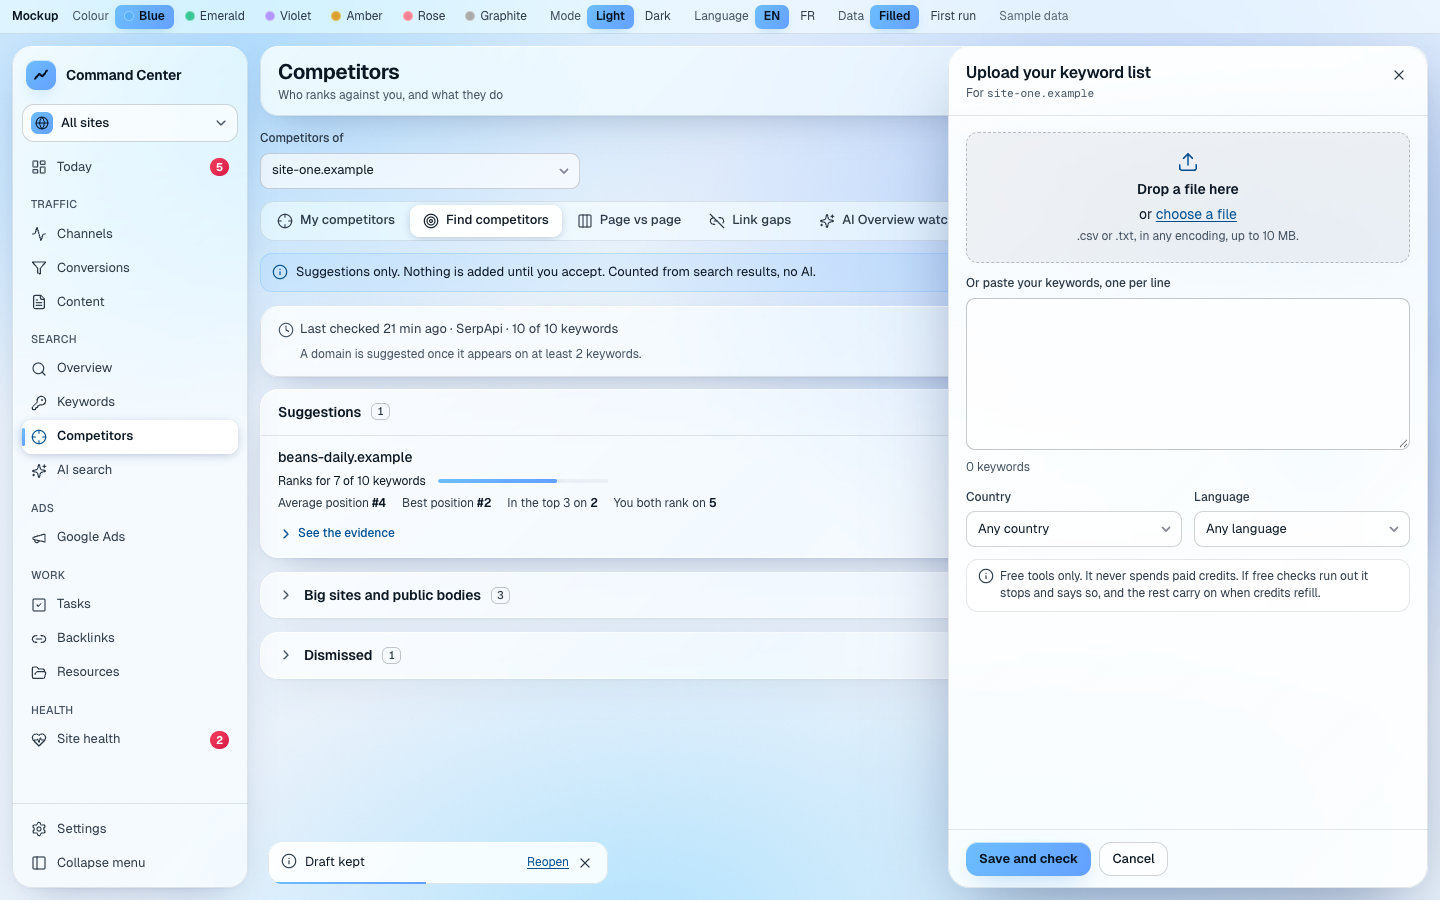 Mockup Colour Blue Emerald Violet Amber Rose Graphite Mode Light Dark Language EN FR Data Filled First run Sample data
Command Center
All sites
Today 5
TRAFFIC
Channels
Conversions
Content
SEARCH
Overview
Keywords
Competitors
AI search
ADS
Google Ads
WORK
Tasks
Backlinks
Resources
HEALTH
Site health 2
Settings
Collapse menu
Competitors
Who ranks against you, and what they do
Competitors of
site-one.example
My competitors Find competitors Page vs page Link gaps AI Overview watc
Suggestions only. Nothing is added until you accept. Counted from search results, no AI.
Last checked 21 min ago · SerpApi · 10 of 10 keywords
A domain is suggested once it appears on at least 2 keywords.
Suggestions 1
beans-daily.example
Ranks for 7 of 10 keywords
Average position #4 Best position #2 In the top 3 on 2 You both rank on 5
See the evidence
Big sites and public bodies 3
Dismissed 1
Draft kept Reopen
Upload your keyword list
For site-one.example
Drop a file here
or choose a file
.csv or .txt, in any encoding, up to 10 MB.
Or paste your keywords, one per line
0 keywords
Country Language
Any country Any language
Free tools only. It never spends paid credits. If free checks run out it
stops and says so, and the rest carry on when credits refill.
Save and check Cancel